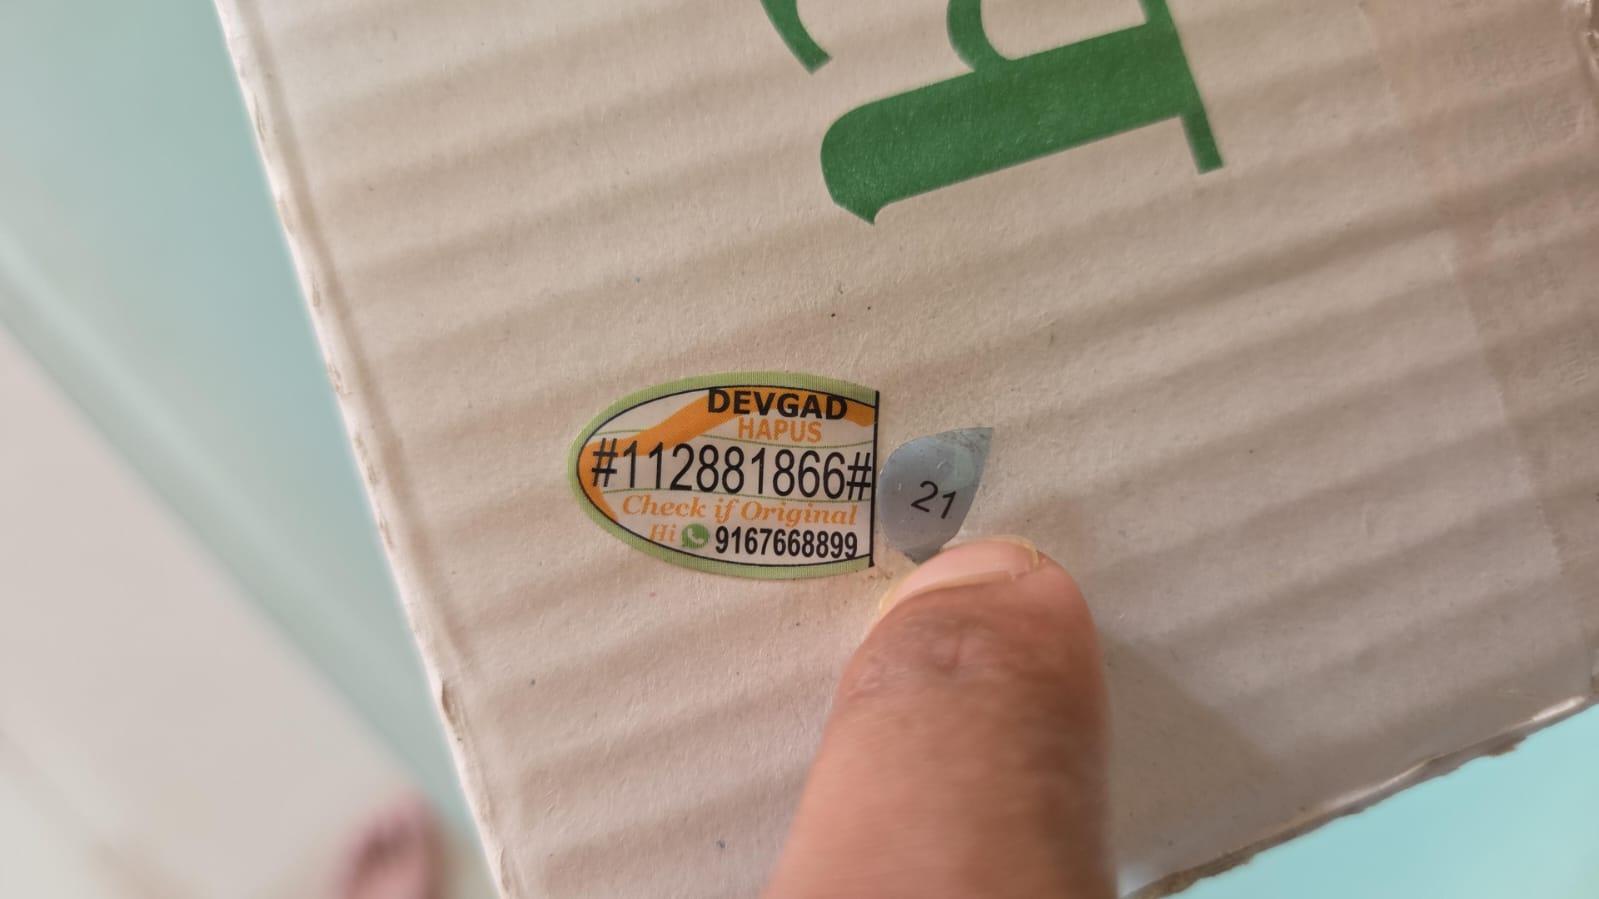 DEVGAD
HAPUS
#112881866#
Check if Original
Hi 9167668899
21